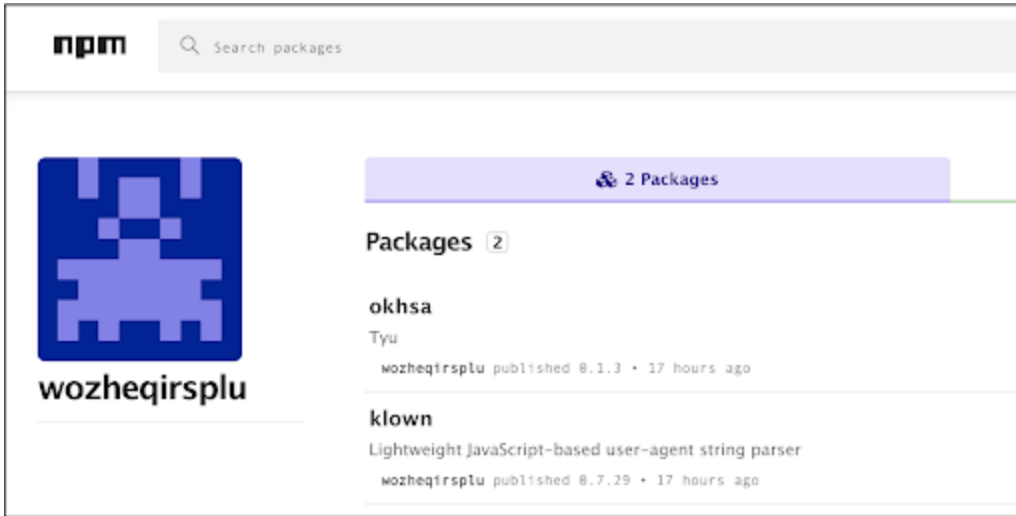 npm
Search packages
2 Packages
Packages 2
okhsa
Tyu
wozheqirsplu published 0.1.3 • 17 hours ago
wozheqirsplu
klown
Lightweight JavaScript-based user-agent string parser
wozheqirsplu published 0.7.29 • 17 hours ago